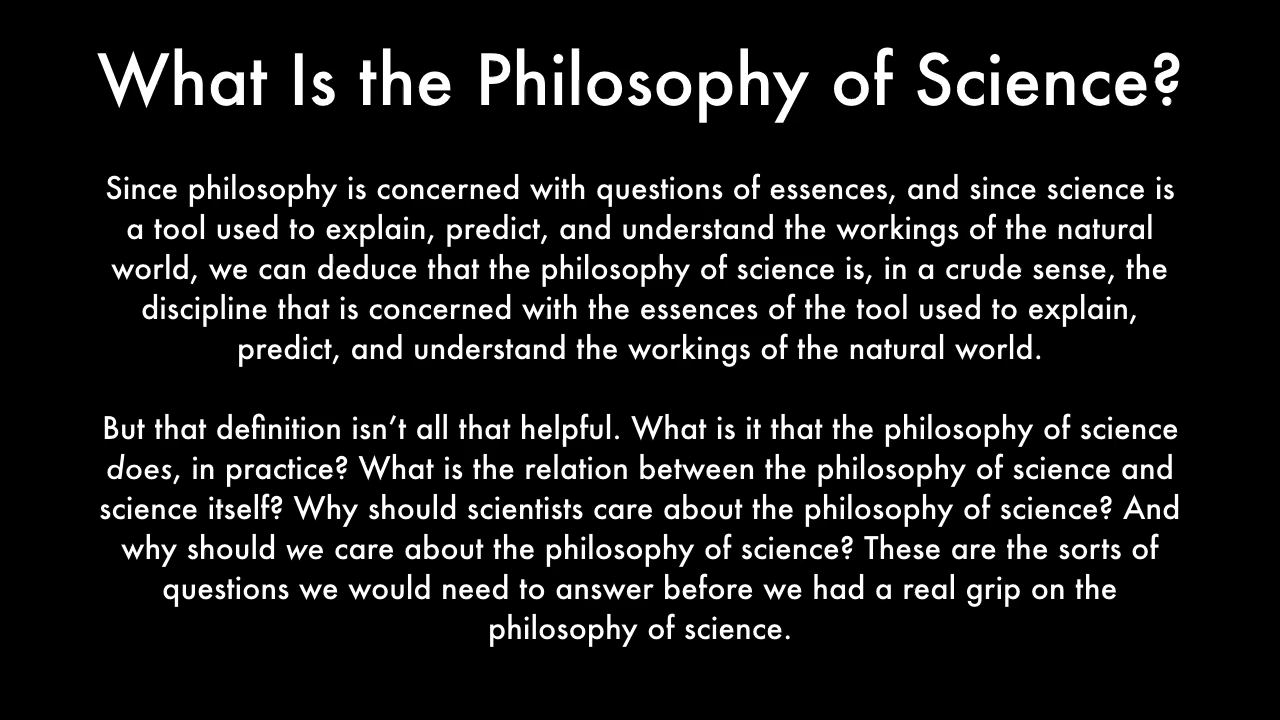 What Is the Philosophy of Science?
Since philosophy is concerned with questions of essences, and since science is
a tool used to explain, predict, and understand the workings of the natural
world, we can deduce that the philosophy of science is, in a crude sense, the
discipline that is concerned with the essences of the tool used to explain,
predict, and understand the workings of the natural world.
But that definition isn’t all that helpful. What is it that the philosophy of science
does, in practice? What is the relation between the philosophy of science and
science itself? Why should scientists care about the philosophy of science? And
why should we care about the philosophy of science? These are the sorts of
questions we would need to answer before we had a real grip on the
philosophy of science.